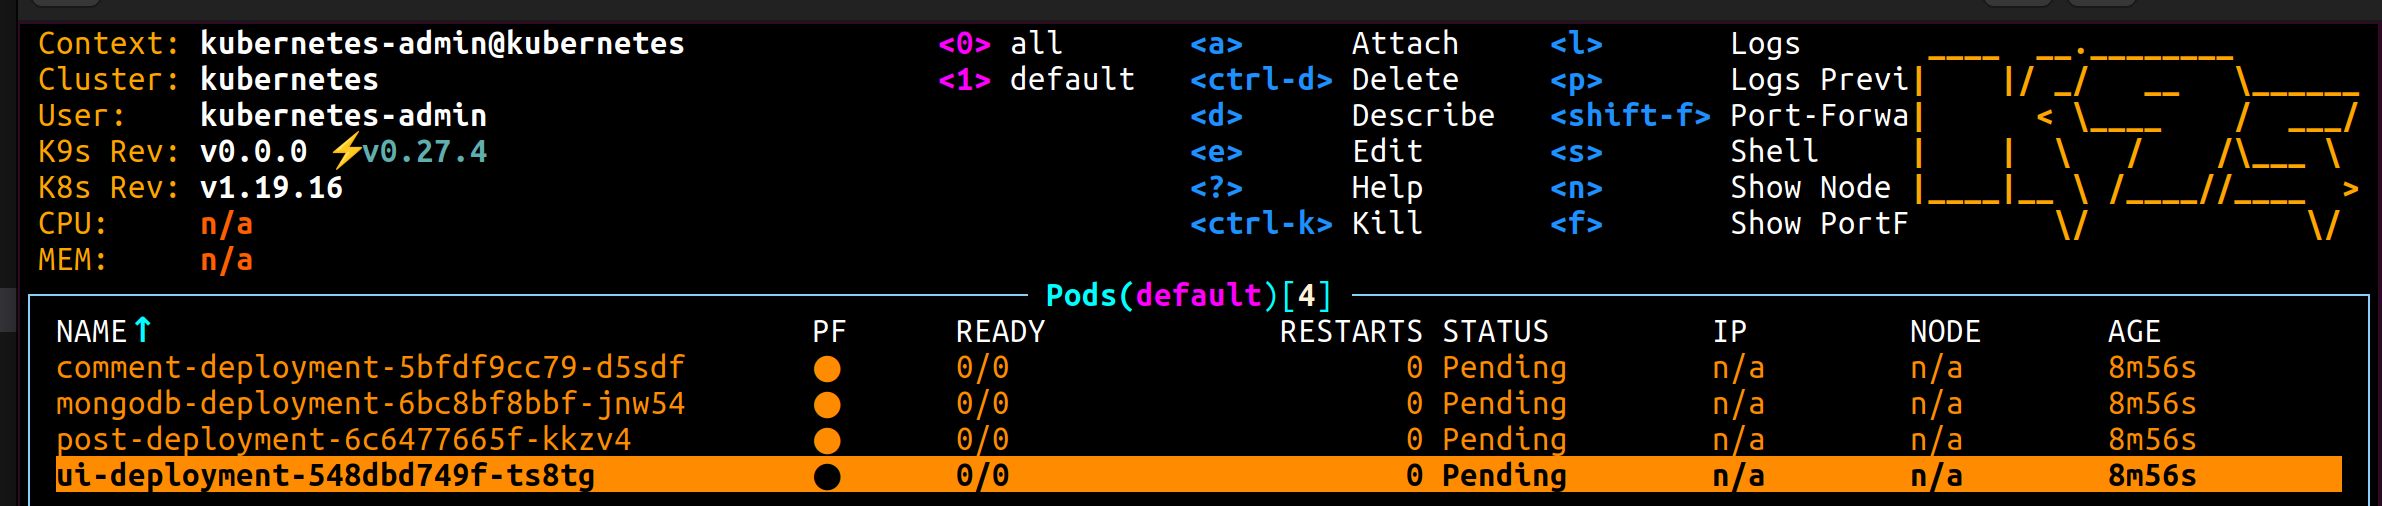 Context: kubernetes-admin@kubernetes <0> all <a> Attach <l> Logs
Cluster: kubernetes <1> default <ctrl-d> Delete <p> Logs Previ
User: kubernetes-admin <d> Describe <shift-f> Port-Forwa
K9s Rev: v0.0.0 ⚡v0.27.4 <e> Edit <s> Shell
K8s Rev: v1.19.16 <?> Help <n> Show Node
CPU: n/a <ctrl-k> Kill <f> Show PortF
MEM: n/a
Pods(default)[4]
NAME↑ PF READY RESTARTS STATUS IP NODE AGE
comment-deployment-5bfdf9cc79-d5sdf ● 0/0 0 Pending n/a n/a 8m56s
mongodb-deployment-6bc8bf8bbf-jnw54 ● 0/0 0 Pending n/a n/a 8m56s
post-deployment-6c6477665f-kkzv4 ● 0/0 0 Pending n/a n/a 8m56s
ui-deployment-548dbd749f-ts8tg ● 0/0 0 Pending n/a n/a 8m56s